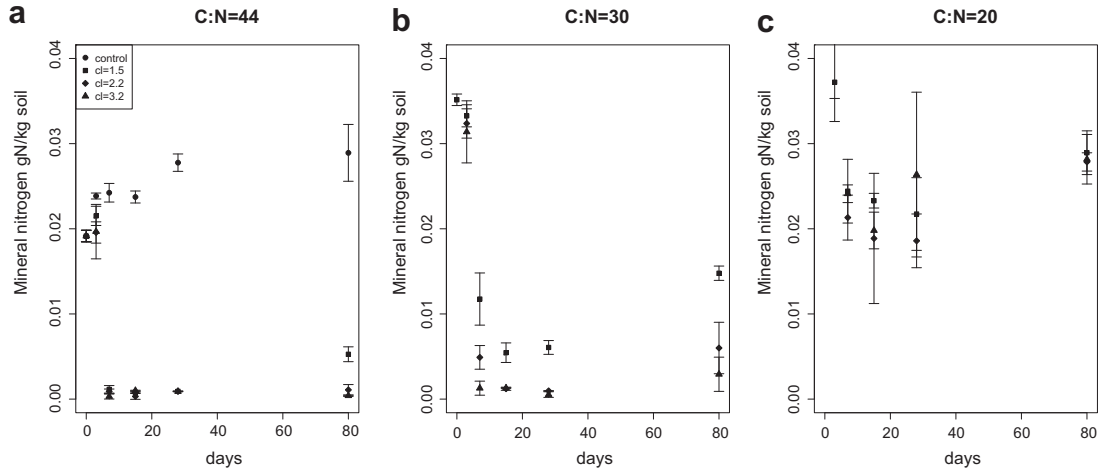 a
C:N=44
Mineral nitrogen gN/kg soil
0.00
0.01
0.02
0.03
0.04
control
cl=1.5
cl=2.2
cl=3.2
0 20 40 60 80
days
b
C:N=30
Mineral nitrogen gN/kg soil
0.00
0.01
0.02
0.03
0.04
0 20 40 60 80
days
c
C:N=20
Mineral nitrogen gN/kg soil
0.00
0.01
0.02
0.03
0.04
0 20 40 60 80
days